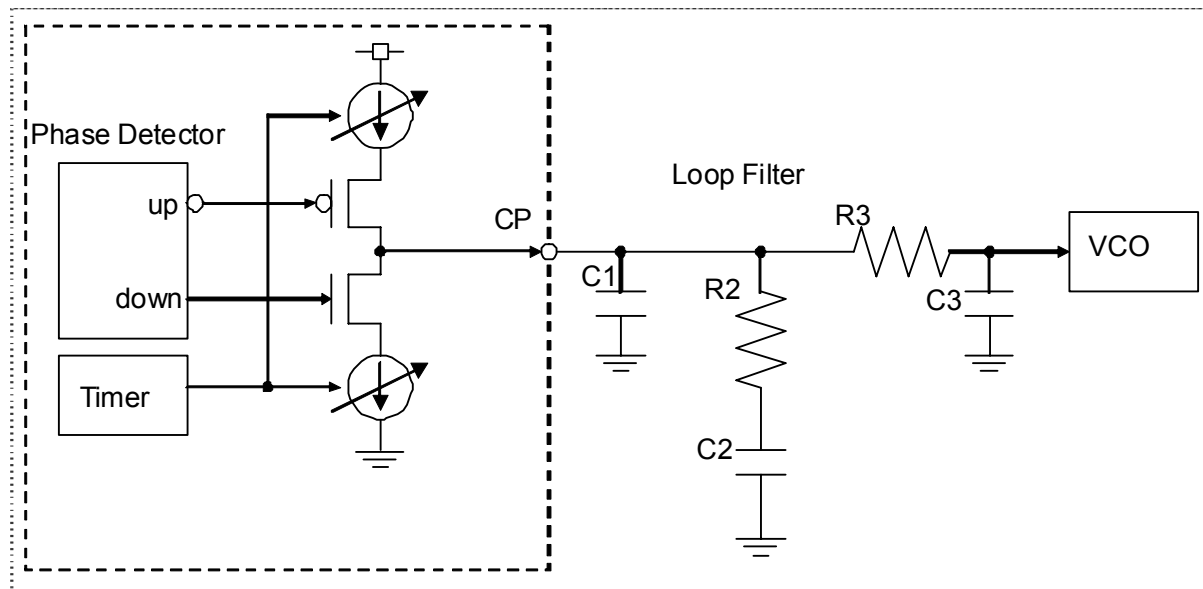 Phase Detector
up
down
Timer
CP
Loop Filter
C1
R2
C2
R3
C3
VCO